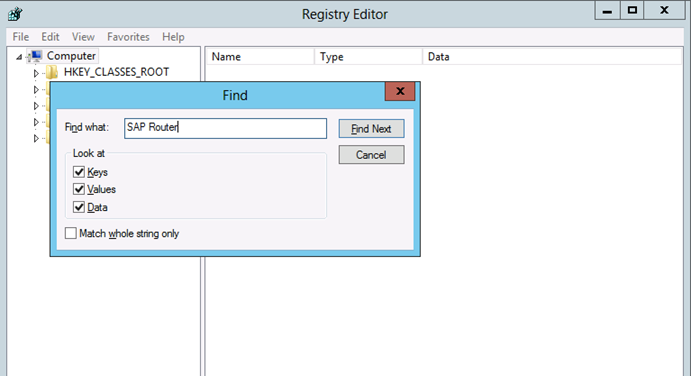 Registry Editor
File Edit View Favorites Help
Computer
HKEY_CLASSES_ROOT
Name Type Data
Find
Find what: SAP Router
Find Next
Cancel
Look at
Keys
Values
Data
Match whole string only